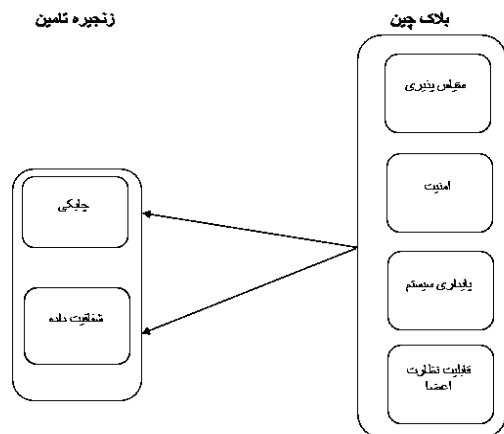 بلاک چین
زنجیره تامین
مقیاس پذیری
امنیت
پایداری سیستم
قابلیت نظارت
اعضا
چابکی
شفافیت داده